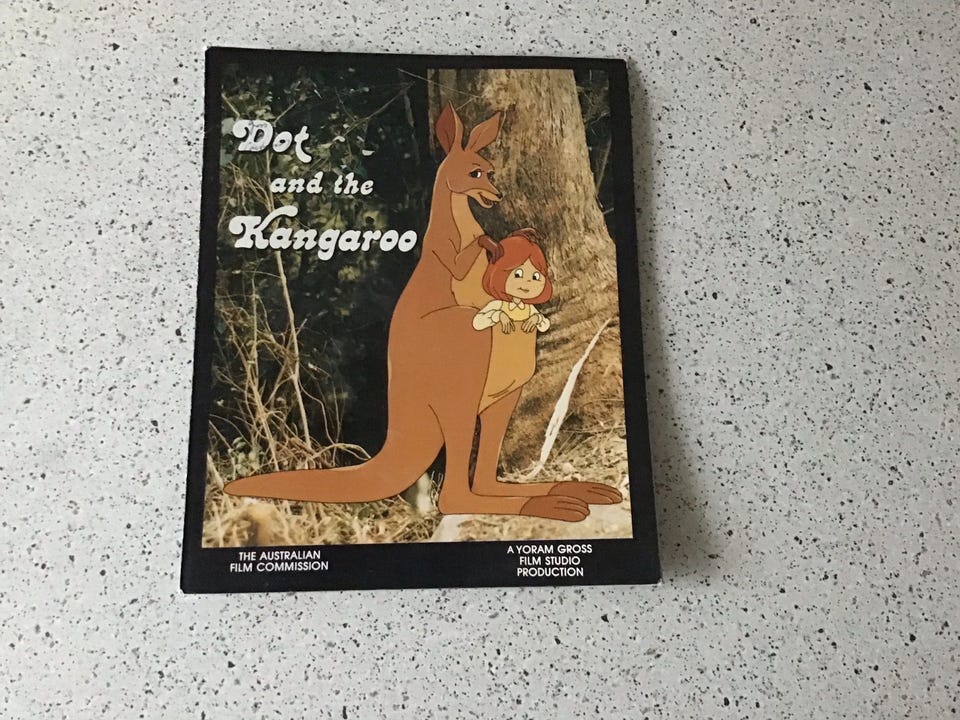 Dot
and the
Kangaroo
THE AUSTRALIAN
FILM COMMISSION
A YORAM GROSS
FILM STUDIO
PRODUCTION